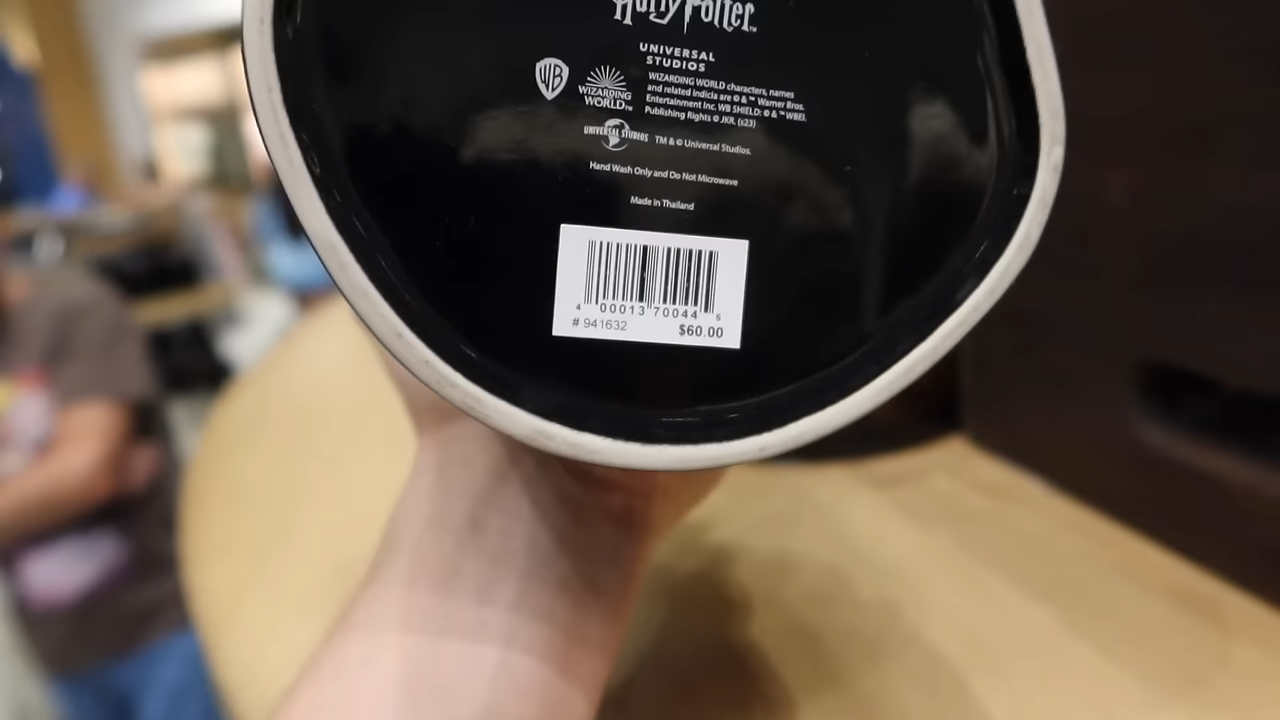 Harry Potter™
UNIVERSAL
STUDIOS
WB
WIZARDING
WORLD™
WIZARDING WORLD characters, names
and related indicia are © & ™ Warner Bros.
Entertainment Inc. WB SHIELD: © & ™ WBEI.
Publishing Rights © JKR. (s23)
UNIVERSAL STUDIOS
TM & © Universal Studios.
Hand Wash Only and Do Not Microwave
Made in Thailand
4 00013 70044 5
# 941632 $60.00